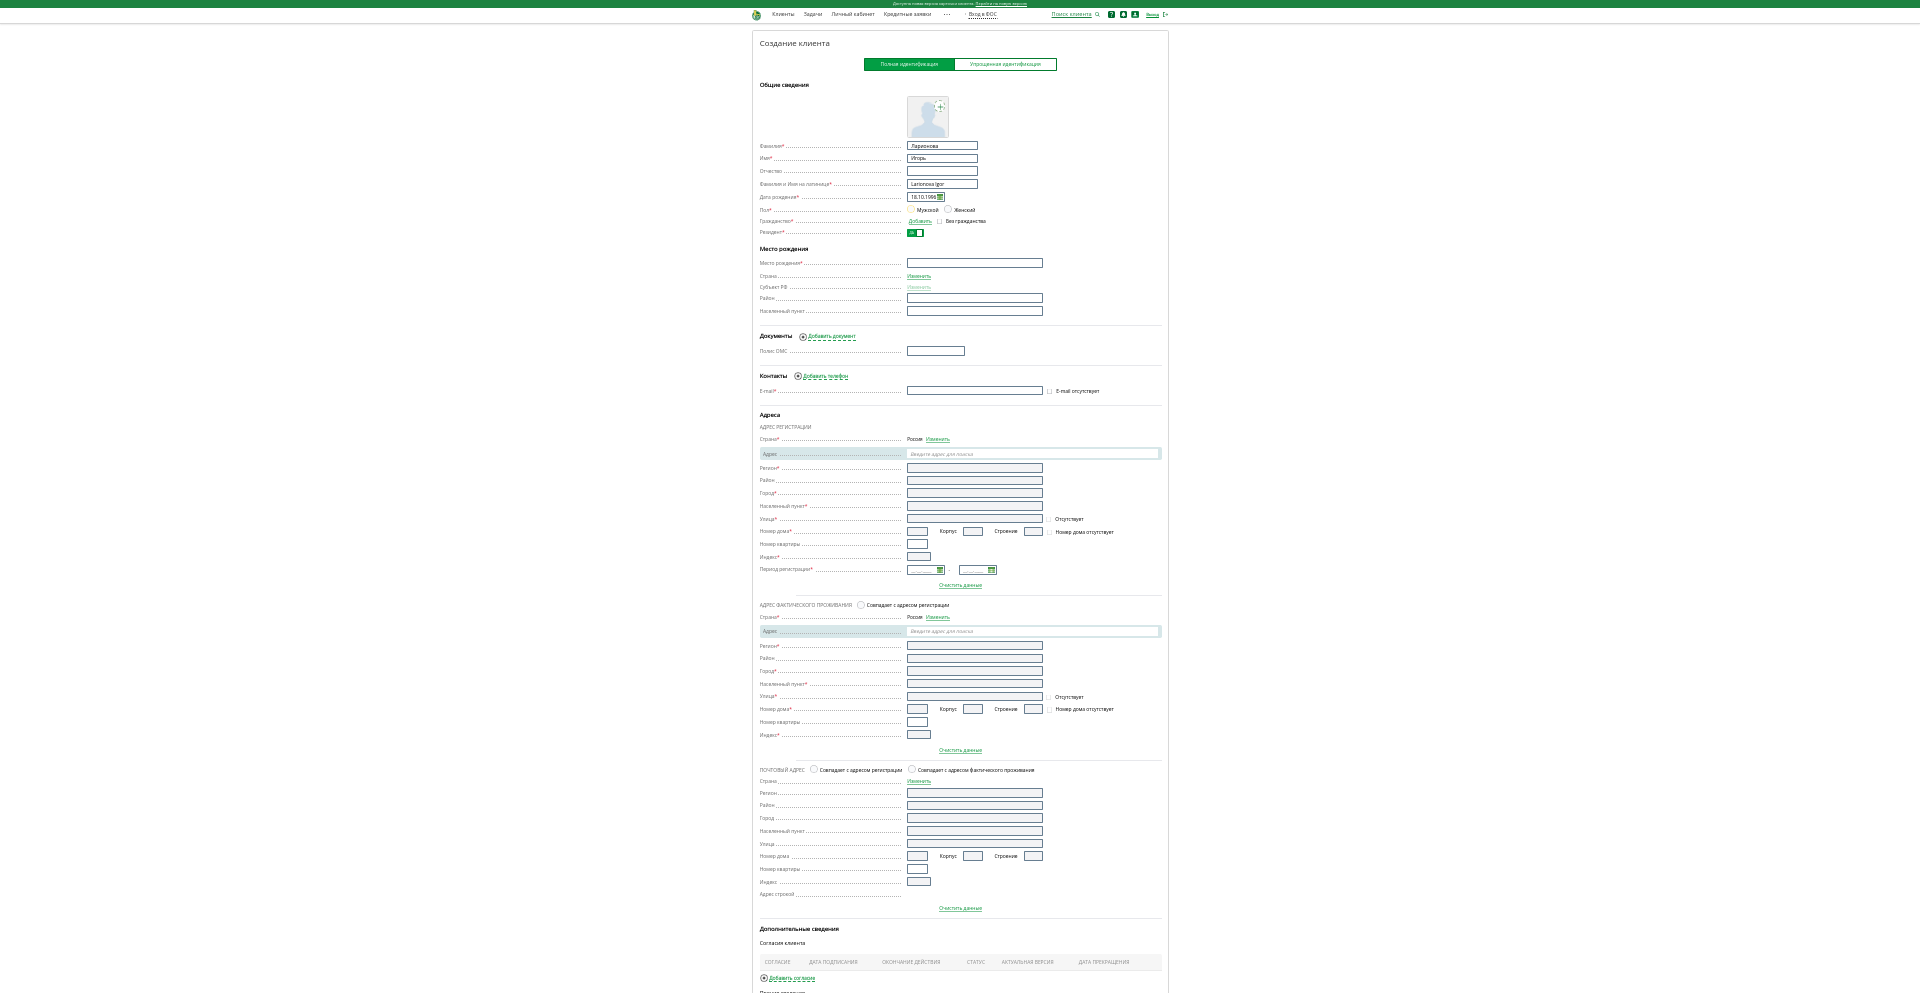 Доступна новая версия карточки клиента. Перейти на новую версию
Клиенты Задачи Личный кабинет Кредитные заявки ··· Вход в ФОС Поиск клиента Выход
Создание клиента
Полная идентификация Упрощенная идентификация
Общие сведения
Фамилия* Ларионова
Имя* Игорь
Отчество
Фамилия и Имя на латинице* Larionova Igor
Дата рождения* 18.10.1996
Пол* Мужской Женский
Гражданство* Добавить Без гражданства
Резидент*
Место рождения
Место рождения*
Страна Изменить
Субъект РФ Изменить
Район
Населенный пункт
Документы Добавить документ
Полис ОМС
Контакты Добавить телефон
E-mail* E-mail отсутствует
Адреса
АДРЕС РЕГИСТРАЦИИ
Страна* Россия Изменить
Адрес Введите адрес для поиска
Регион*
Район
Город*
Населенный пункт*
Улица* Отсутствует
Номер дома* Корпус Строение Номер дома отсутствует
Номер квартиры
Индекс*
Период регистрации* __.__.____ - __.__.____
Очистить данные
АДРЕС ФАКТИЧЕСКОГО ПРОЖИВАНИЯ Совпадает с адресом регистрации
Страна* Россия Изменить
Адрес Введите адрес для поиска
Регион*
Район
Город*
Населенный пункт*
Улица* Отсутствует
Номер дома* Корпус Строение Номер дома отсутствует
Номер квартиры
Индекс*
Очистить данные
ПОЧТОВЫЙ АДРЕС Совпадает с адресом регистрации Совпадает с адресом фактического проживания
Страна Изменить
Регион
Район
Город
Населенный пункт
Улица
Номер дома Корпус Строение
Номер квартиры
Индекс
Адрес строкой
Очистить данные
Дополнительные сведения
Согласия клиента
СОГЛАСИЕ ДАТА ПОДПИСАНИЯ ОКОНЧАНИЕ ДЕЙСТВИЯ СТАТУС АКТУАЛЬНАЯ ВЕРСИЯ ДАТА ПРЕКРАЩЕНИЯ
Добавить согласие